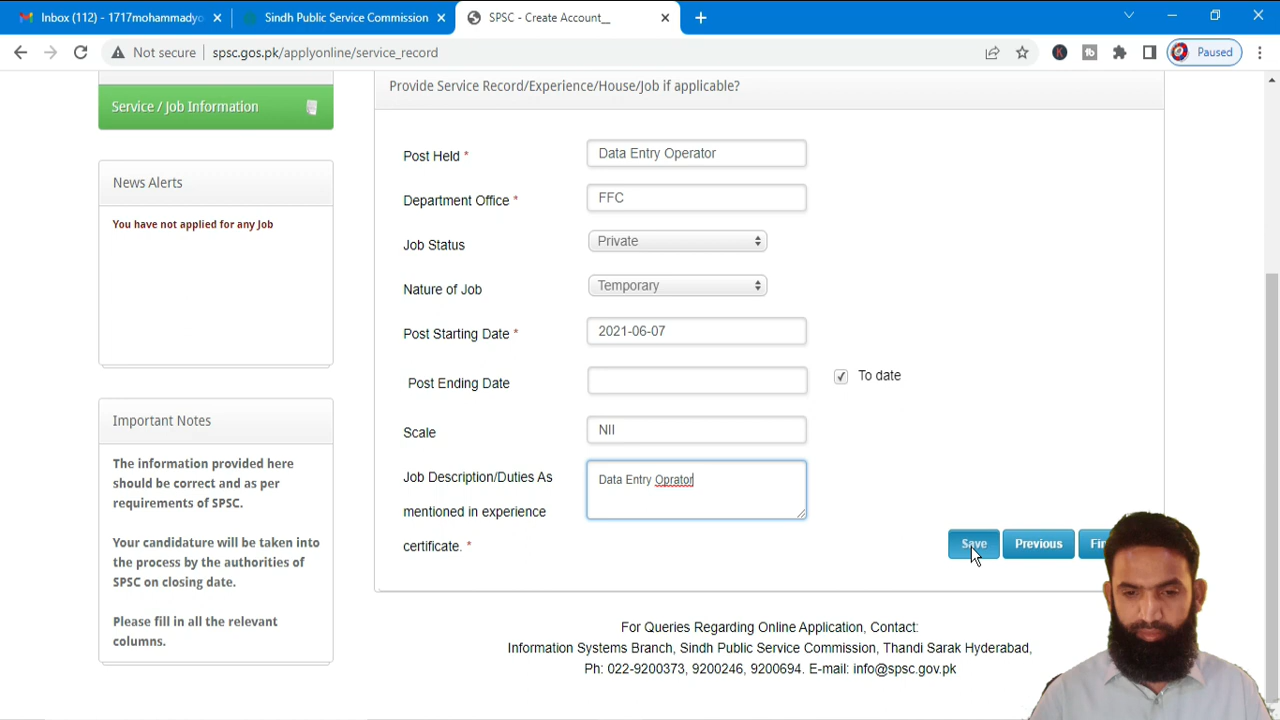 Inbox (112) - 1717mohammadyo
Sindh Public Service Commission
SPSC - Create Account_
Not secure
spsc.gos.pk/applyonline/service_record
Paused
Service / Job Information
Provide Service Record/Experience/House/Job if applicable?
Post Held *
Data Entry Operator
Department Office *
FFC
Job Status
Private
Nature of Job
Temporary
Post Starting Date *
2021-06-07
Post Ending Date
To date
Scale
NIl
Job Description/Duties As
mentioned in experience
certificate. *
Data Entry Oprator
Save
Previous
News Alerts
You have not applied for any Job
Important Notes
The information provided here
should be correct and as per
requirements of SPSC.
Your candidature will be taken into
the process by the authorities of
SPSC on closing date.
Please fill in all the relevant
columns.
For Queries Regarding Online Application, Contact:
Information Systems Branch, Sindh Public Service Commission, Thandi Sarak Hyderabad,
Ph: 022-9200373, 9200246, 9200694. E-mail: info@spsc.gov.pk